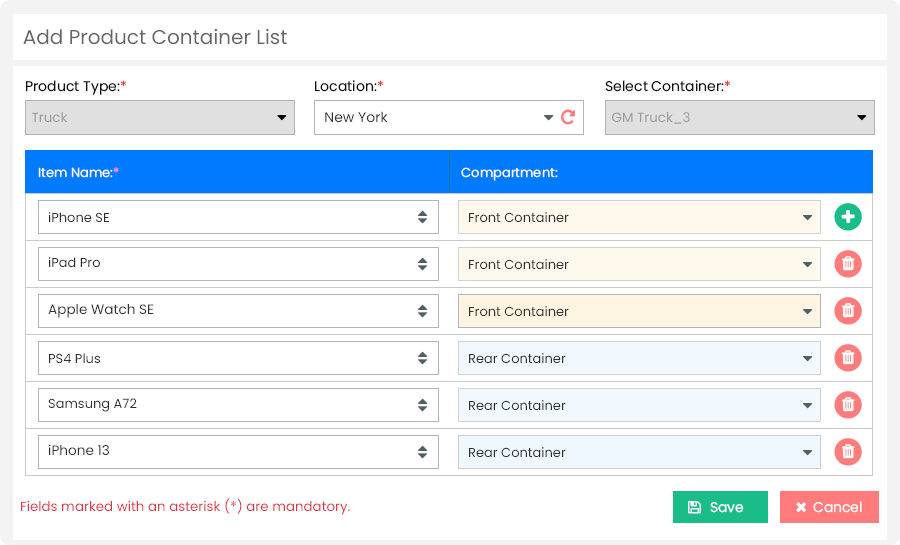 Add Product Container List
Product Type:* Location:* Select Container:*
Truck New York GM Truck_3
Item Name:* Compartment:
iPhone SE Front Container
iPad Pro Front Container
Apple Watch SE Front Container
PS4 Plus Rear Container
Samsung A72 Rear Container
iPhone 13 Rear Container
Fields marked with an asterisk (*) are mandatory. Save Cancel